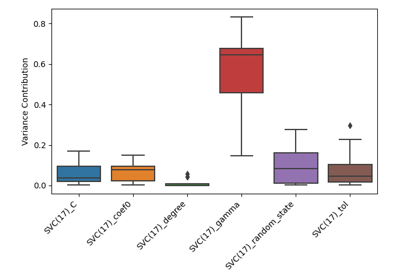 0.8
0.6
0.4
0.2
0.0
Variance Contribution
SVC(17)_C
SVC(17)_coef0
SVC(17)_degree
SVC(17)_gamma
SVC(17)_random_state
SVC(17)_tol